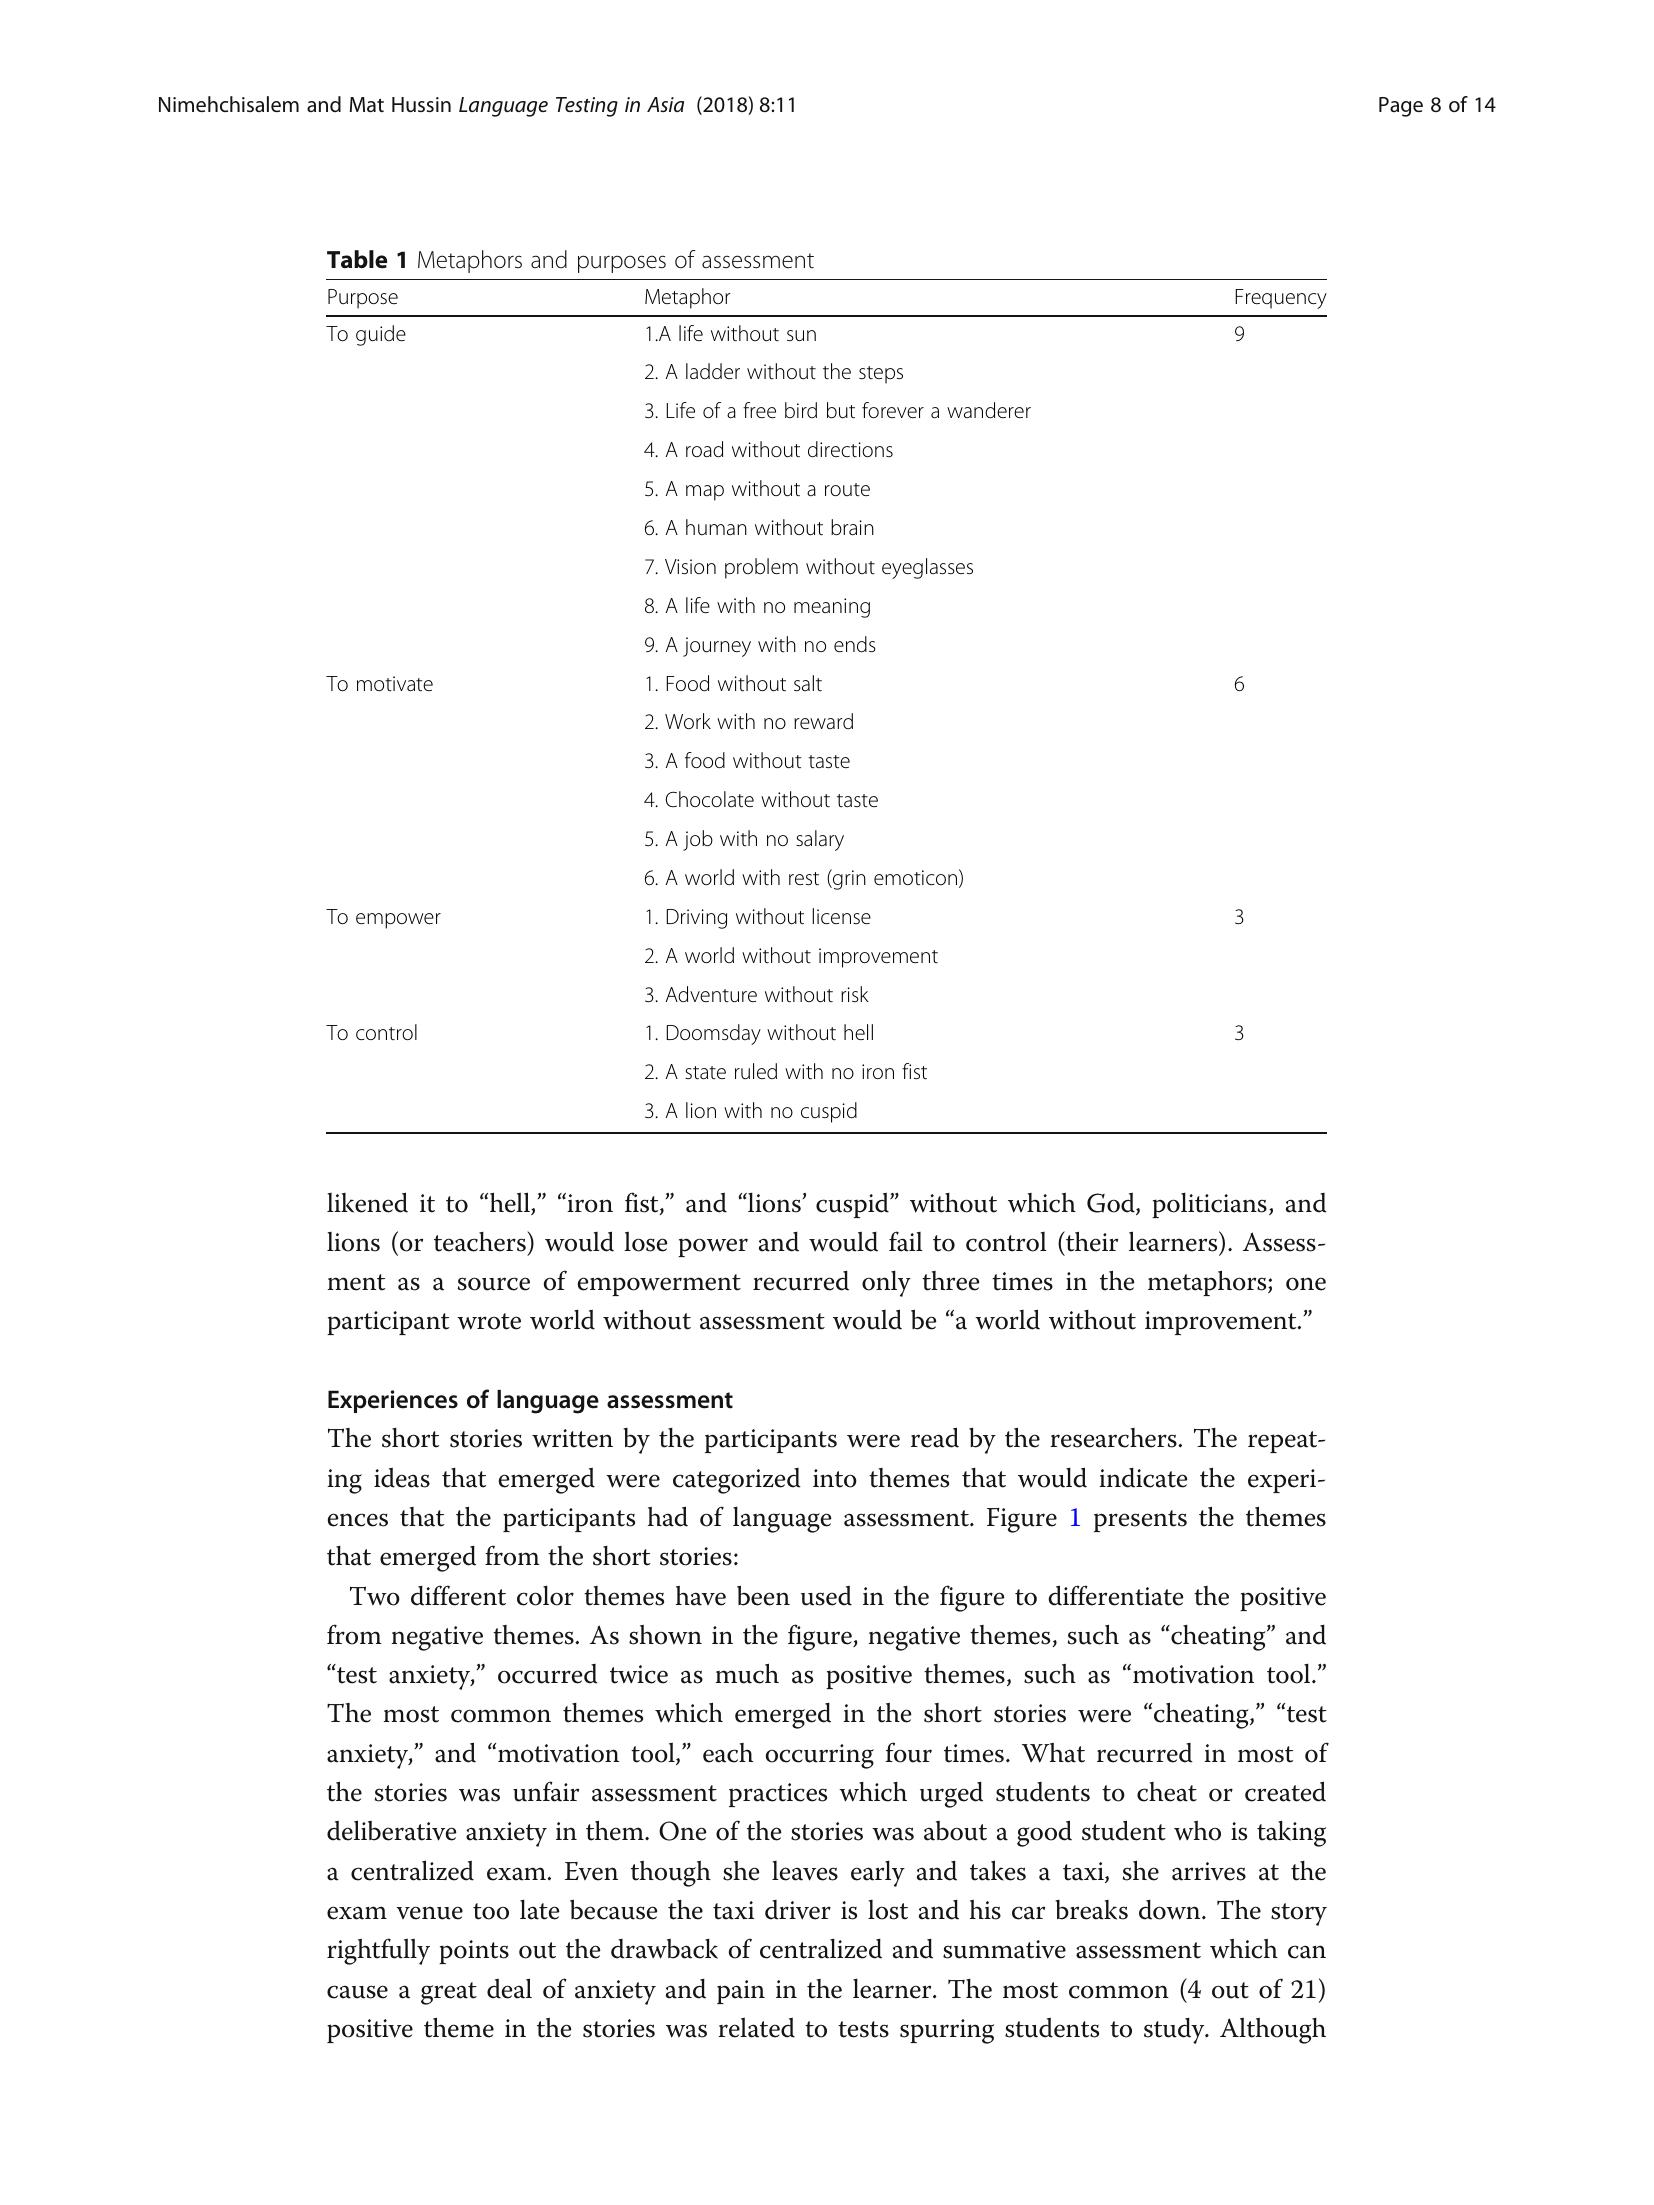 Nimehchisalem and Mat Hussin Language Testing in Asia (2018) 8:11 Page 8 of 14
Table 1 Metaphors and purposes of assessment
Purpose Metaphor Frequency
To guide 1.A life without sun 9
2. A ladder without the steps
3. Life of a free bird but forever a wanderer
4. A road without directions
5. A map without a route
6. A human without brain
7. Vision problem without eyeglasses
8. A life with no meaning
9. A journey with no ends
To motivate 1. Food without salt 6
2. Work with no reward
3. A food without taste
4. Chocolate without taste
5. A job with no salary
6. A world with rest (grin emoticon)
To empower 1. Driving without license 3
2. A world without improvement
3. Adventure without risk
To control 1. Doomsday without hell 3
2. A state ruled with no iron fist
3. A lion with no cuspid
likened it to “hell,” “iron fist,” and “lions’ cuspid” without which God, politicians, and
lions (or teachers) would lose power and would fail to control (their learners). Assess-
ment as a source of empowerment recurred only three times in the metaphors; one
participant wrote world without assessment would be “a world without improvement.”
Experiences of language assessment
The short stories written by the participants were read by the researchers. The repeat-
ing ideas that emerged were categorized into themes that would indicate the experi-
ences that the participants had of language assessment. Figure 1 presents the themes
that emerged from the short stories:
Two different color themes have been used in the figure to differentiate the positive
from negative themes. As shown in the figure, negative themes, such as “cheating” and
“test anxiety,” occurred twice as much as positive themes, such as “motivation tool.”
The most common themes which emerged in the short stories were “cheating,” “test
anxiety,” and “motivation tool,” each occurring four times. What recurred in most of
the stories was unfair assessment practices which urged students to cheat or created
deliberative anxiety in them. One of the stories was about a good student who is taking
a centralized exam. Even though she leaves early and takes a taxi, she arrives at the
exam venue too late because the taxi driver is lost and his car breaks down. The story
rightfully points out the drawback of centralized and summative assessment which can
cause a great deal of anxiety and pain in the learner. The most common (4 out of 21)
positive theme in the stories was related to tests spurring students to study. Although